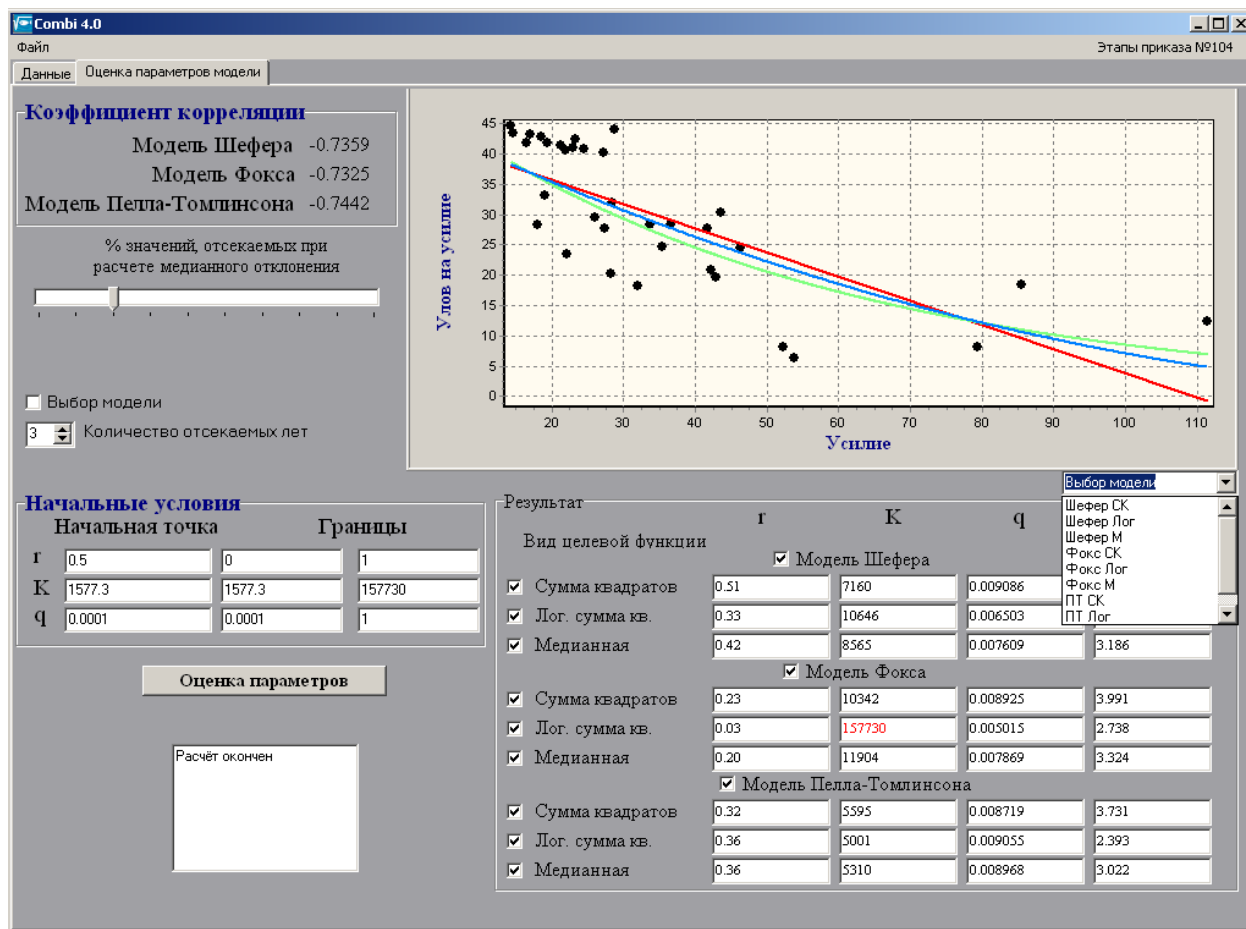 Combi 4.0
Файл
Этапы приказа №104
Данные
Оценка параметров модели
Коэффициент корреляции
Модель Шефера -0.7359
Модель Фокса -0.7325
Модель Пелла-Томлинсона -0.7442
% значений, отсекаемых при
расчете медианного отклонения
Выбор модели
3 Количество отсекаемых лет
Улов на усилие
45
40
35
30
25
20
15
10
5
0
20 30 40 50 60 70 80 90 100 110
Усилие
Выбор модели
Шефер СК
Шефер Лог
Шефер М
Фокс СК
Фокс Лог
Фокс М
ПТ СК
ПТ Лог
Начальные условия
Начальная точка Границы
r 0.5 0 1
K 1577.3 1577.3 157730
q 0.0001 0.0001 1
Оценка параметров
Расчёт окончен
Результат
r K q
Вид целевой функции
Модель Шефера
Сумма квадратов 0.51 7160 0.009086
Лог. сумма кв. 0.33 10646 0.006503
Медианная 0.42 8565 0.007609 3.186
Модель Фокса
Сумма квадратов 0.23 10342 0.008925 3.991
Лог. сумма кв. 0.03 157730 0.005015 2.738
Медианная 0.20 11904 0.007869 3.324
Модель Пелла-Томлинсона
Сумма квадратов 0.32 5595 0.008719 3.731
Лог. сумма кв. 0.36 5001 0.009055 2.393
Медианная 0.36 5310 0.008968 3.022